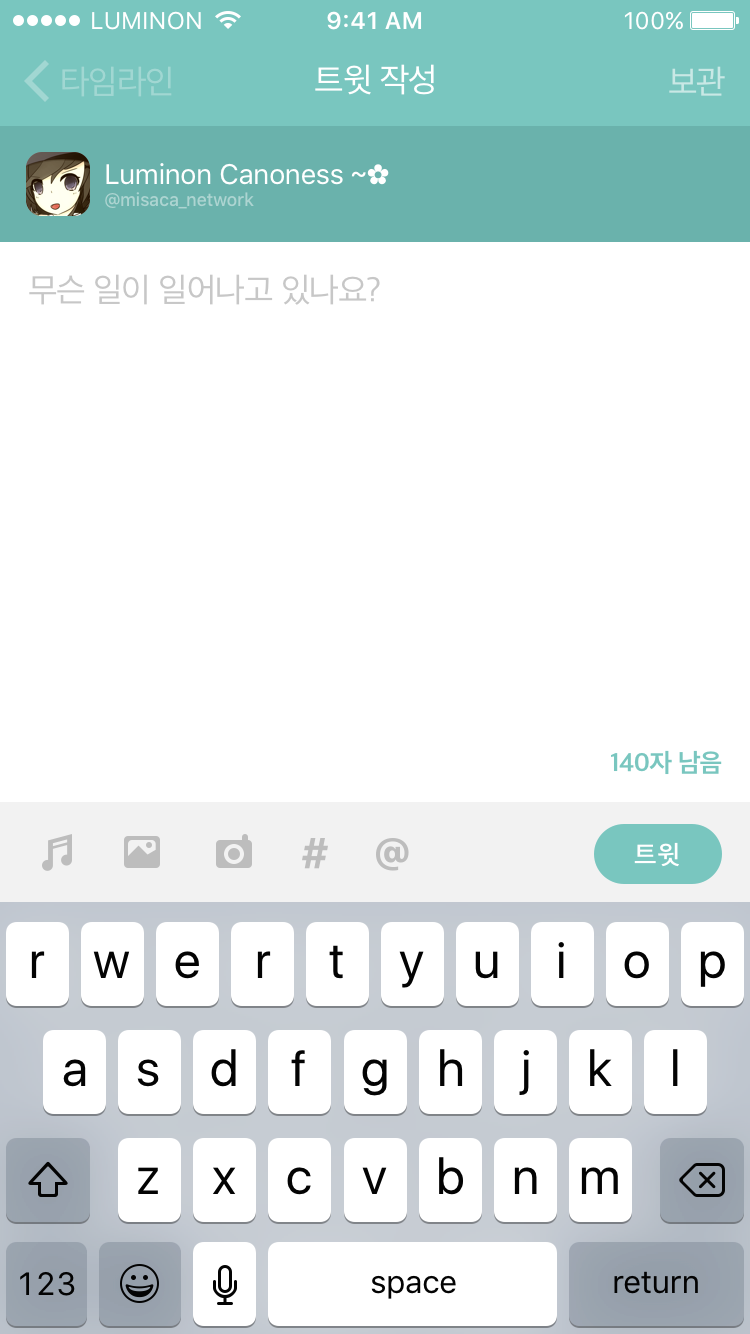 LUMINON 9:41 AM 100%
타임라인 트윗 작성 보관
Luminon Canoness ~✿
@misaca_network
무슨 일이 일어나고 있나요?
140자 남음
# @ 트윗
r w e r t y u i o p
a s d f g h j k l
z x c v b n m
123 space return